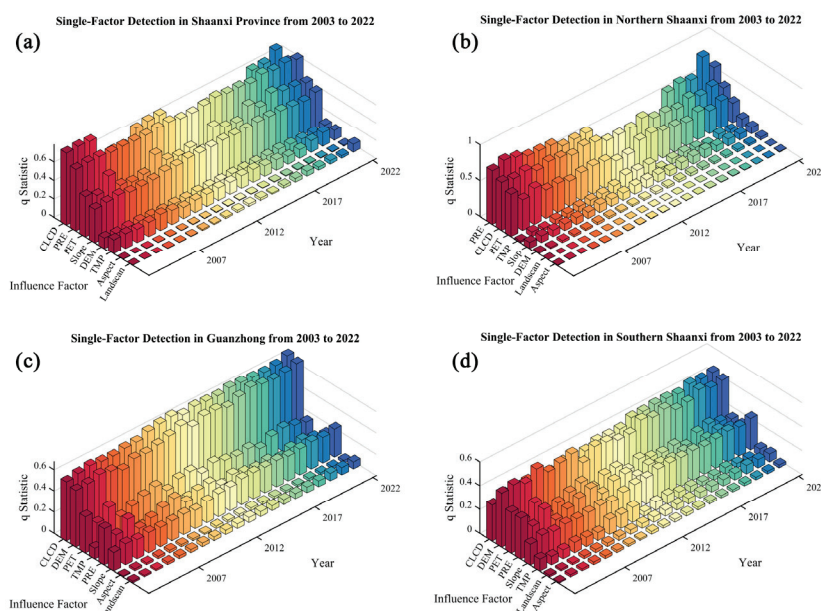 Single-Factor Detection in Shaanxi Province from 2003 to 2022
(a)
q Statistic
0.6
0.4
0.2
0
CLCD
PRE
PET
Slope
DEM
TMP
Aspect
Landscan
Influence Factor
2007
2012
2017
2022
Year
Single-Factor Detection in Northern Shaanxi from 2003 to 2022
(b)
q Statistic
1
0.5
0
PRE
CLCD
PET
TMP
Slop
DEM
Landscan
Aspect
Influence Factor
2007
2012
2017
202
Year
Single-Factor Detection in Guanzhong from 2003 to 2022
(c)
q Statistic
0.6
0.4
0.2
0
CLCD
DEM
PET
TMP
PRE
Slope
Aspect
ndscan
Influence Factor
2007
2012
2017
2022
Year
Single-Factor Detection in Southern Shaanxi from 2003 to 2022
(d)
q Statistic
0.6
0.4
0.2
0
CLCD
DEM
PET
PRE
Slope
TMP
Landscan
Aspect
Influence Factor
2007
2012
2017
202
Year